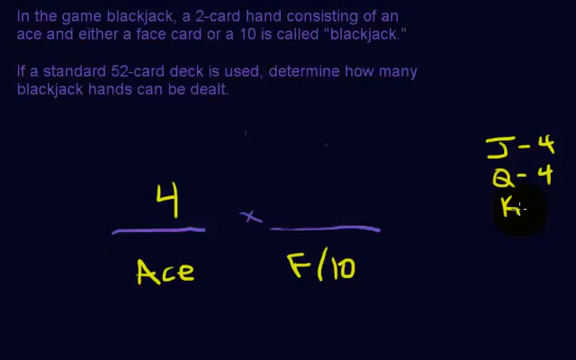 In the game blackjack, a 2-card hand consisting of an
ace and either a face card or a 10 is called "blackjack."
If a standard 52-card deck is used, determine how many
blackjack hands can be dealt.
J - 4
Q - 4
K -
4 ×
Ace F/10